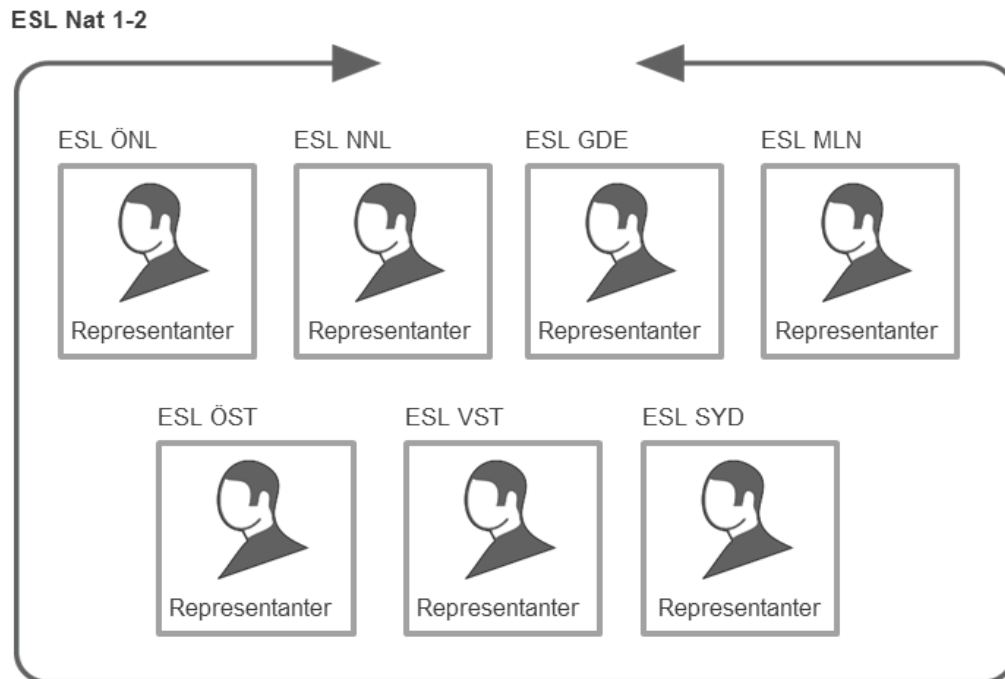 ESL Nat 1-2
ESL ÖNL
ESL NNL
ESL GDE
ESL MLN
Representanter
Representanter
Representanter
Representanter
ESL ÖST
ESL VST
ESL SYD
Representanter
Representanter
Representanter